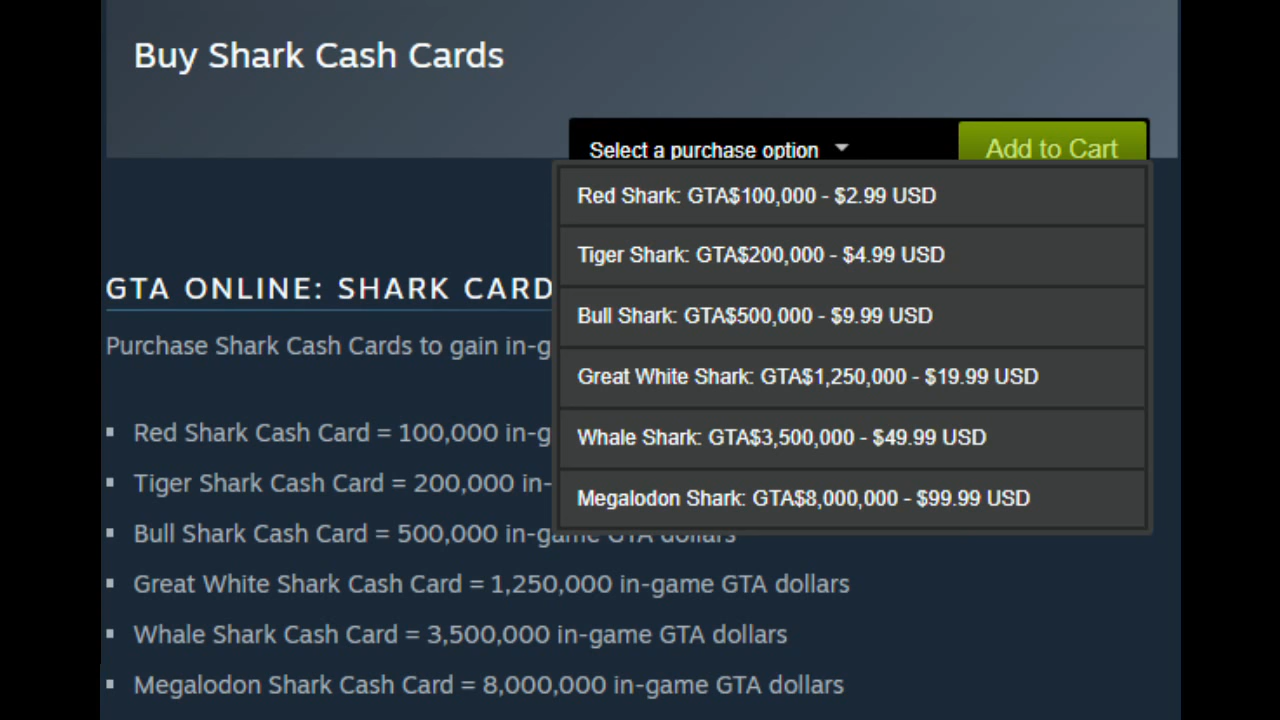 Buy Shark Cash Cards
Select a purchase option
Add to Cart
Red Shark: GTA$100,000 - $2.99 USD
Tiger Shark: GTA$200,000 - $4.99 USD
Bull Shark: GTA$500,000 - $9.99 USD
Great White Shark: GTA$1,250,000 - $19.99 USD
Whale Shark: GTA$3,500,000 - $49.99 USD
Megalodon Shark: GTA$8,000,000 - $99.99 USD
GTA ONLINE: SHARK CARD
Purchase Shark Cash Cards to gain in-g
Red Shark Cash Card = 100,000 in-g
Tiger Shark Cash Card = 200,000 in-
Bull Shark Cash Card = 500,000 in-game GTA dollars
Great White Shark Cash Card = 1,250,000 in-game GTA dollars
Whale Shark Cash Card = 3,500,000 in-game GTA dollars
Megalodon Shark Cash Card = 8,000,000 in-game GTA dollars